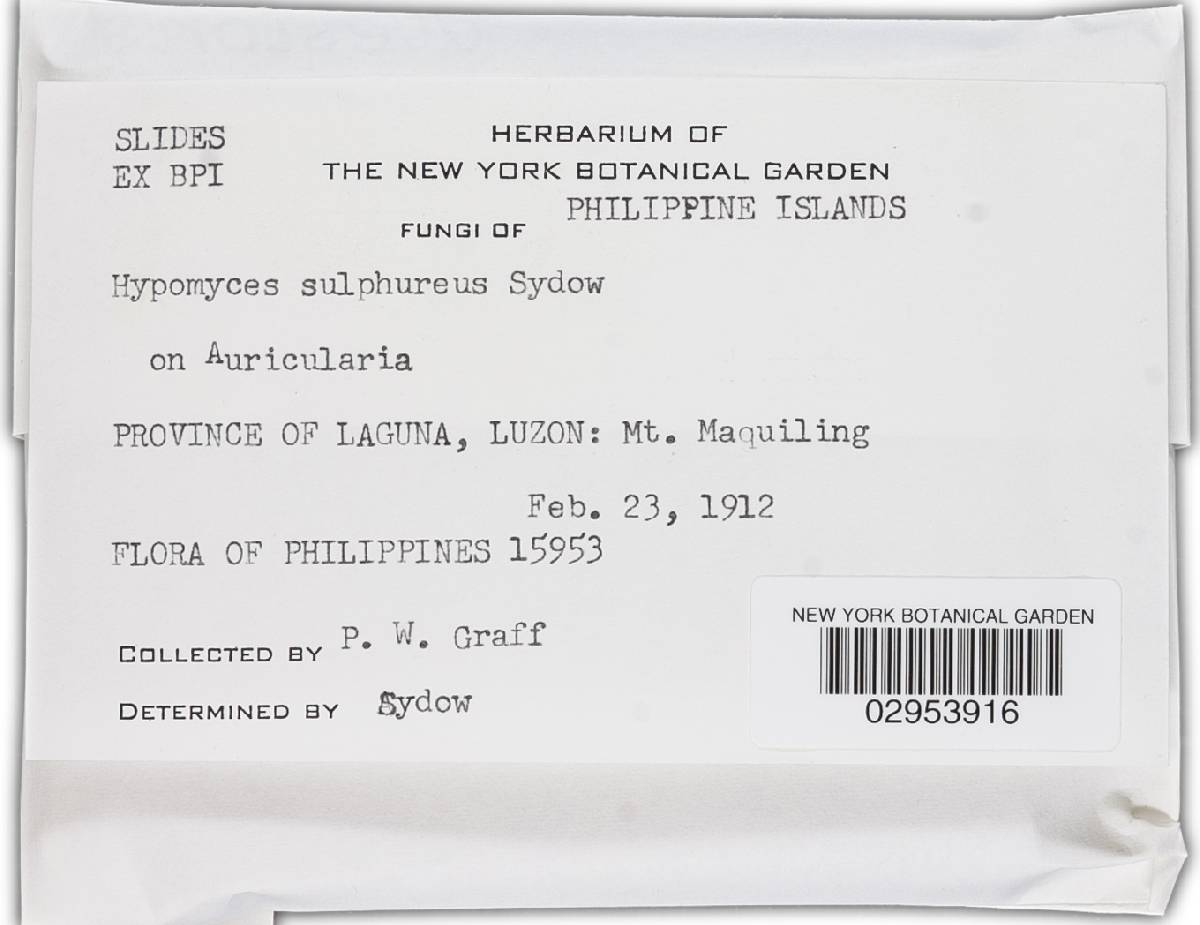 SLIDES
EX BPI
HERBARIUM OF
THE NEW YORK BOTANICAL GARDEN
PHILIPPINE ISLANDS
FUNGI OF
Hypomyces sulphureus Sydow
on Auricularia
PROVINCE OF LAGUNA, LUZON: Mt. Maquiling
Feb. 23, 1912
FLORA OF PHILIPPINES 15953
COLLECTED BY P. W. Graff
DETERMINED BY Sydow
NEW YORK BOTANICAL GARDEN
02953916